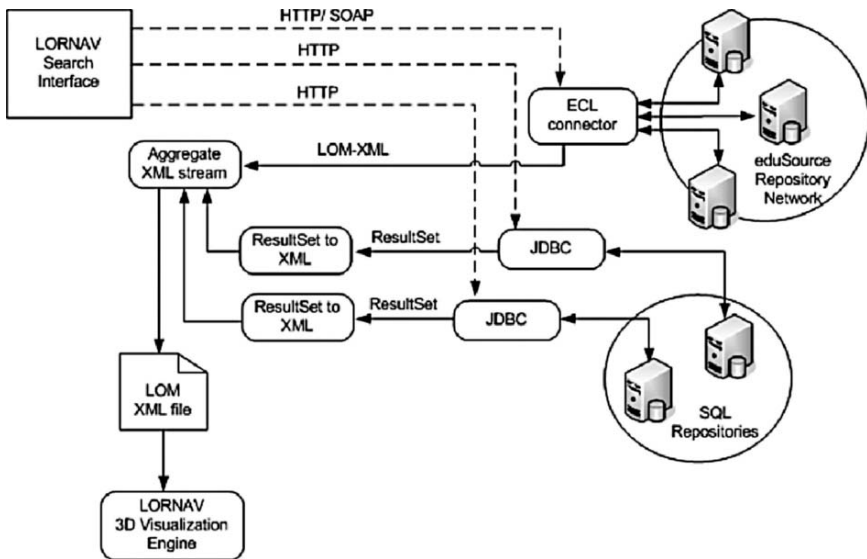 HTTP/ SOAP
LORNAV
Search
Interface
HTTP
HTTP
ECL
connector
LOM-XML
Aggregate
XML stream
eduSource
Repository
Network
ResultSet to
XML
ResultSet
JDBC
ResultSet to
XML
ResultSet
JDBC
LOM
XML file
SQL
Repositories
LORNAV
3D Visualization
Engine